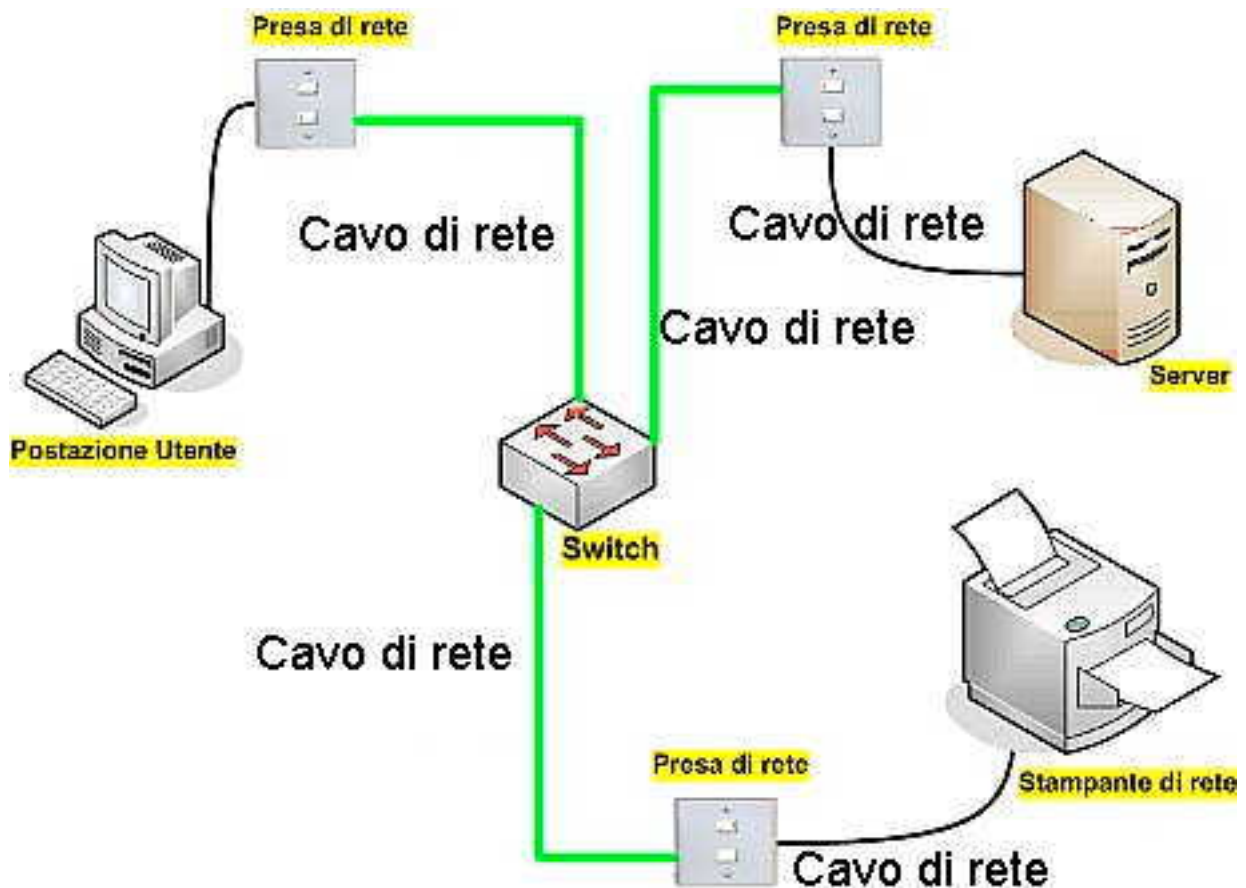 Presa di rete
Presa di rete
Cavo di rete
Cavo di rete
Cavo di rete
Server
Postazione Utente
Switch
Cavo di rete
Presa di rete
Stampante di rete
Cavo di rete